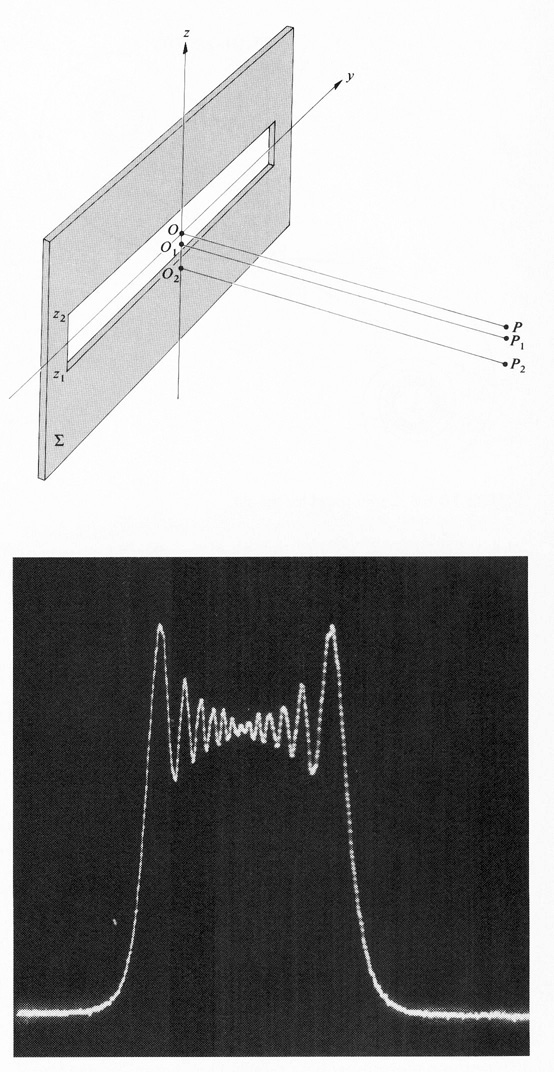 z
y
O
O₁
O₂
z₂
z₁
P
P₁
P₂
Σ